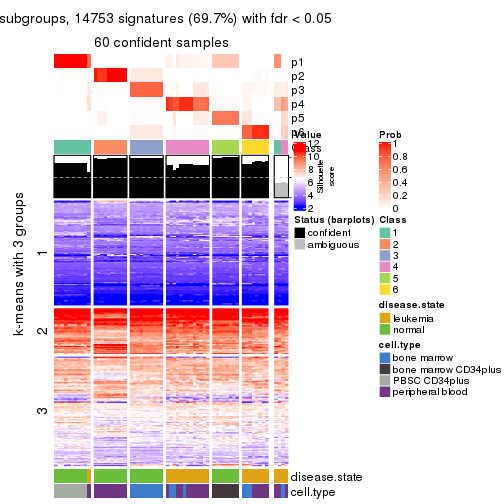 subgroups, 14753 signatures (69.7%) with fdr < 0.05
60 confident samples
p1
p2
p3
p4
p5
p6
Class
Value
12
10
8
6
4
2
Silhouette
score
Prob
1
0.8
0.6
0.4
0.2
0
Status (barplots)
confident
ambiguous
Class
1
2
3
4
5
6
disease.state
leukemia
normal
cell.type
bone marrow
bone marrow CD34plus
PBSC CD34plus
peripheral blood
k-means with 3 groups
1
2
3
disease.state
cell.type